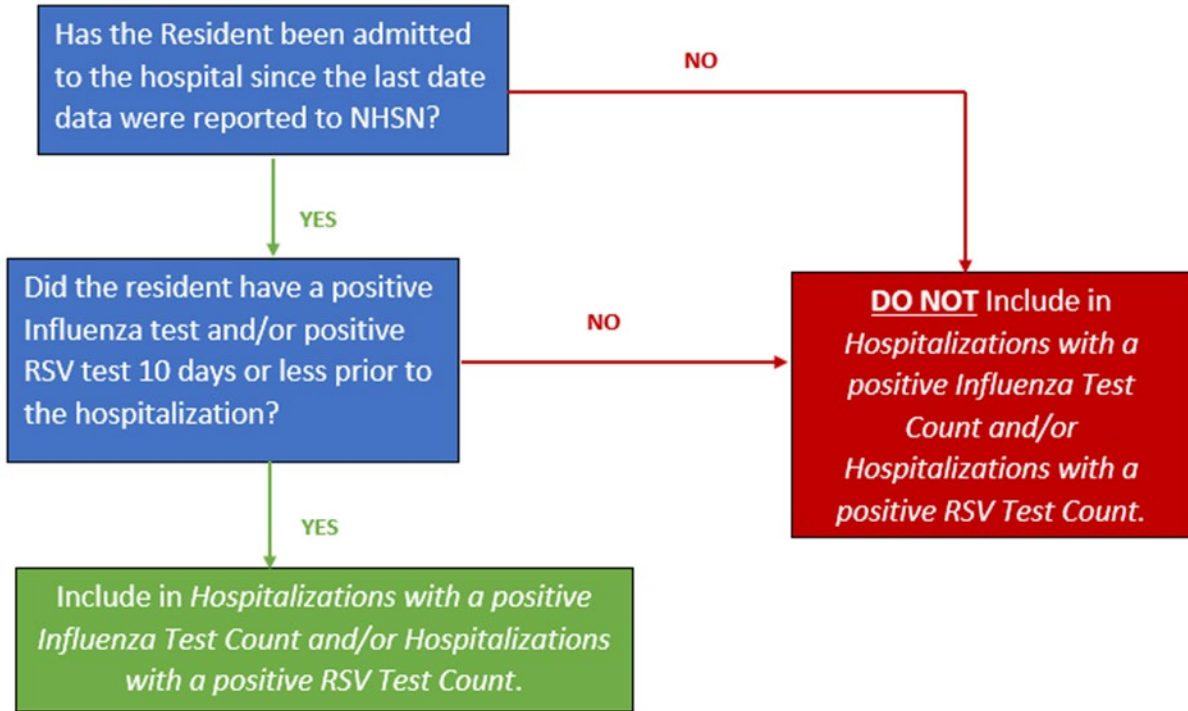 Has the Resident been admitted
to the hospital since the last date
data were reported to NHSN?
NO
YES
Did the resident have a positive
Influenza test and/or positive
RSV test 10 days or less prior to
the hospitalization?
NO
DO NOT Include in
Hospitalizations with a
positive Influenza Test
Count and/or
Hospitalizations with a
positive RSV Test Count.
YES
Include in Hospitalizations with a positive
Influenza Test Count and/or Hospitalizations
with a positive RSV Test Count.